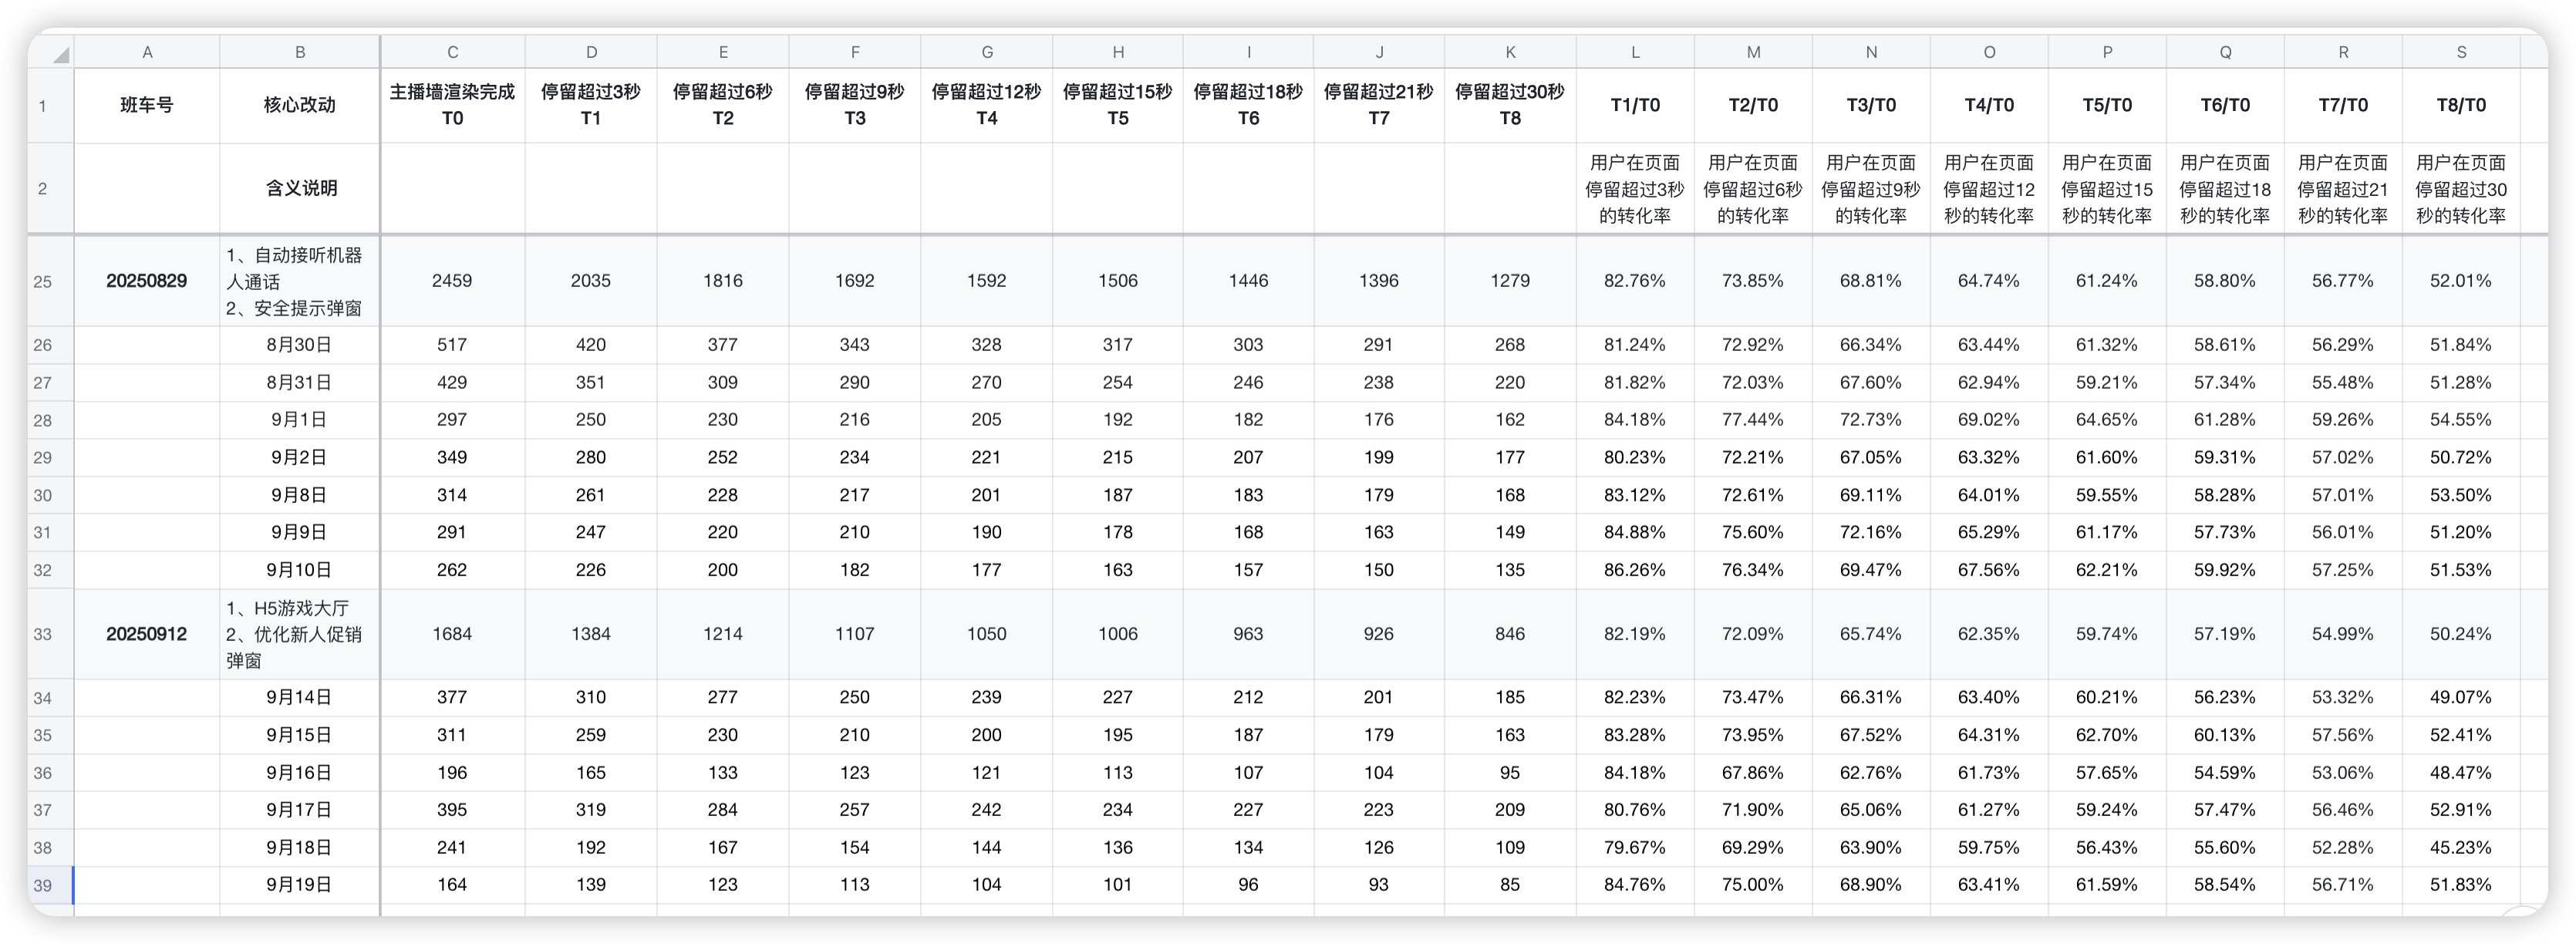 A B C D E F G H I J K L M N O P Q R S
1 班车号 核心改动 主播墙渲染完成 T0 停留超过3秒 T1 停留超过6秒 T2 停留超过9秒 T3 停留超过12秒 T4 停留超过15秒 T5 停留超过18秒 T6 停留超过21秒 T7 停留超过30秒 T8 T1/T0 T2/T0 T3/T0 T4/T0 T5/T0 T6/T0 T7/T0 T8/T0
2 含义说明 用户在页面停留超过3秒的转化率 用户在页面停留超过6秒的转化率 用户在页面停留超过9秒的转化率 用户在页面停留超过12秒的转化率 用户在页面停留超过15秒的转化率 用户在页面停留超过18秒的转化率 用户在页面停留超过21秒的转化率 用户在页面停留超过30秒的转化率
25 20250829 1、自动接听机器人通话 2、安全提示弹窗 2459 2035 1816 1692 1592 1506 1446 1396 1279 82.76% 73.85% 68.81% 64.74% 61.24% 58.80% 56.77% 52.01%
26 8月30日 517 420 377 343 328 317 303 291 268 81.24% 72.92% 66.34% 63.44% 61.32% 58.61% 56.29% 51.84%
27 8月31日 429 351 309 290 270 254 246 238 220 81.82% 72.03% 67.60% 62.94% 59.21% 57.34% 55.48% 51.28%
28 9月1日 297 250 230 216 205 192 182 176 162 84.18% 77.44% 72.73% 69.02% 64.65% 61.28% 59.26% 54.55%
29 9月2日 349 280 252 234 221 215 207 199 177 80.23% 72.21% 67.05% 63.32% 61.60% 59.31% 57.02% 50.72%
30 9月8日 314 261 228 217 201 187 183 179 168 83.12% 72.61% 69.11% 64.01% 59.55% 58.28% 57.01% 53.50%
31 9月9日 291 247 220 210 190 178 168 163 149 84.88% 75.60% 72.16% 65.29% 61.17% 57.73% 56.01% 51.20%
32 9月10日 262 226 200 182 177 163 157 150 135 86.26% 76.34% 69.47% 67.56% 62.21% 59.92% 57.25% 51.53%
33 20250912 1、H5游戏大厅 2、优化新人促销弹窗 1684 1384 1214 1107 1050 1006 963 926 846 82.19% 72.09% 65.74% 62.35% 59.74% 57.19% 54.99% 50.24%
34 9月14日 377 310 277 250 239 227 212 201 185 82.23% 73.47% 66.31% 63.40% 60.21% 56.23% 53.32% 49.07%
35 9月15日 311 259 230 210 200 195 187 179 163 83.28% 73.95% 67.52% 64.31% 62.70% 60.13% 57.56% 52.41%
36 9月16日 196 165 133 123 121 113 107 104 95 84.18% 67.86% 62.76% 61.73% 57.65% 54.59% 53.06% 48.47%
37 9月17日 395 319 284 257 242 234 227 223 209 80.76% 71.90% 65.06% 61.27% 59.24% 57.47% 56.46% 52.91%
38 9月18日 241 192 167 154 144 136 134 126 109 79.67% 69.29% 63.90% 59.75% 56.43% 55.60% 52.28% 45.23%
39 9月19日 164 139 123 113 104 101 96 93 85 84.76% 75.00% 68.90% 63.41% 61.59% 58.54% 56.71% 51.83%